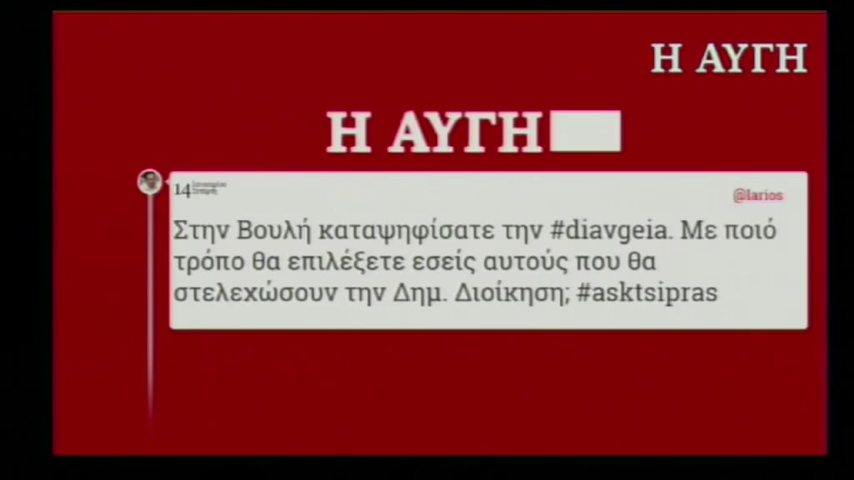 Η ΑΥΓΗ
Η ΑΥΓΗ
14
@larios
Στην Βουλή καταψηφίσατε την #diavgeia. Με ποιό
τρόπο θα επιλέξετε εσείς αυτούς που θα
στελεχώσουν την Δημ. Διοίκηση; #asktsipras